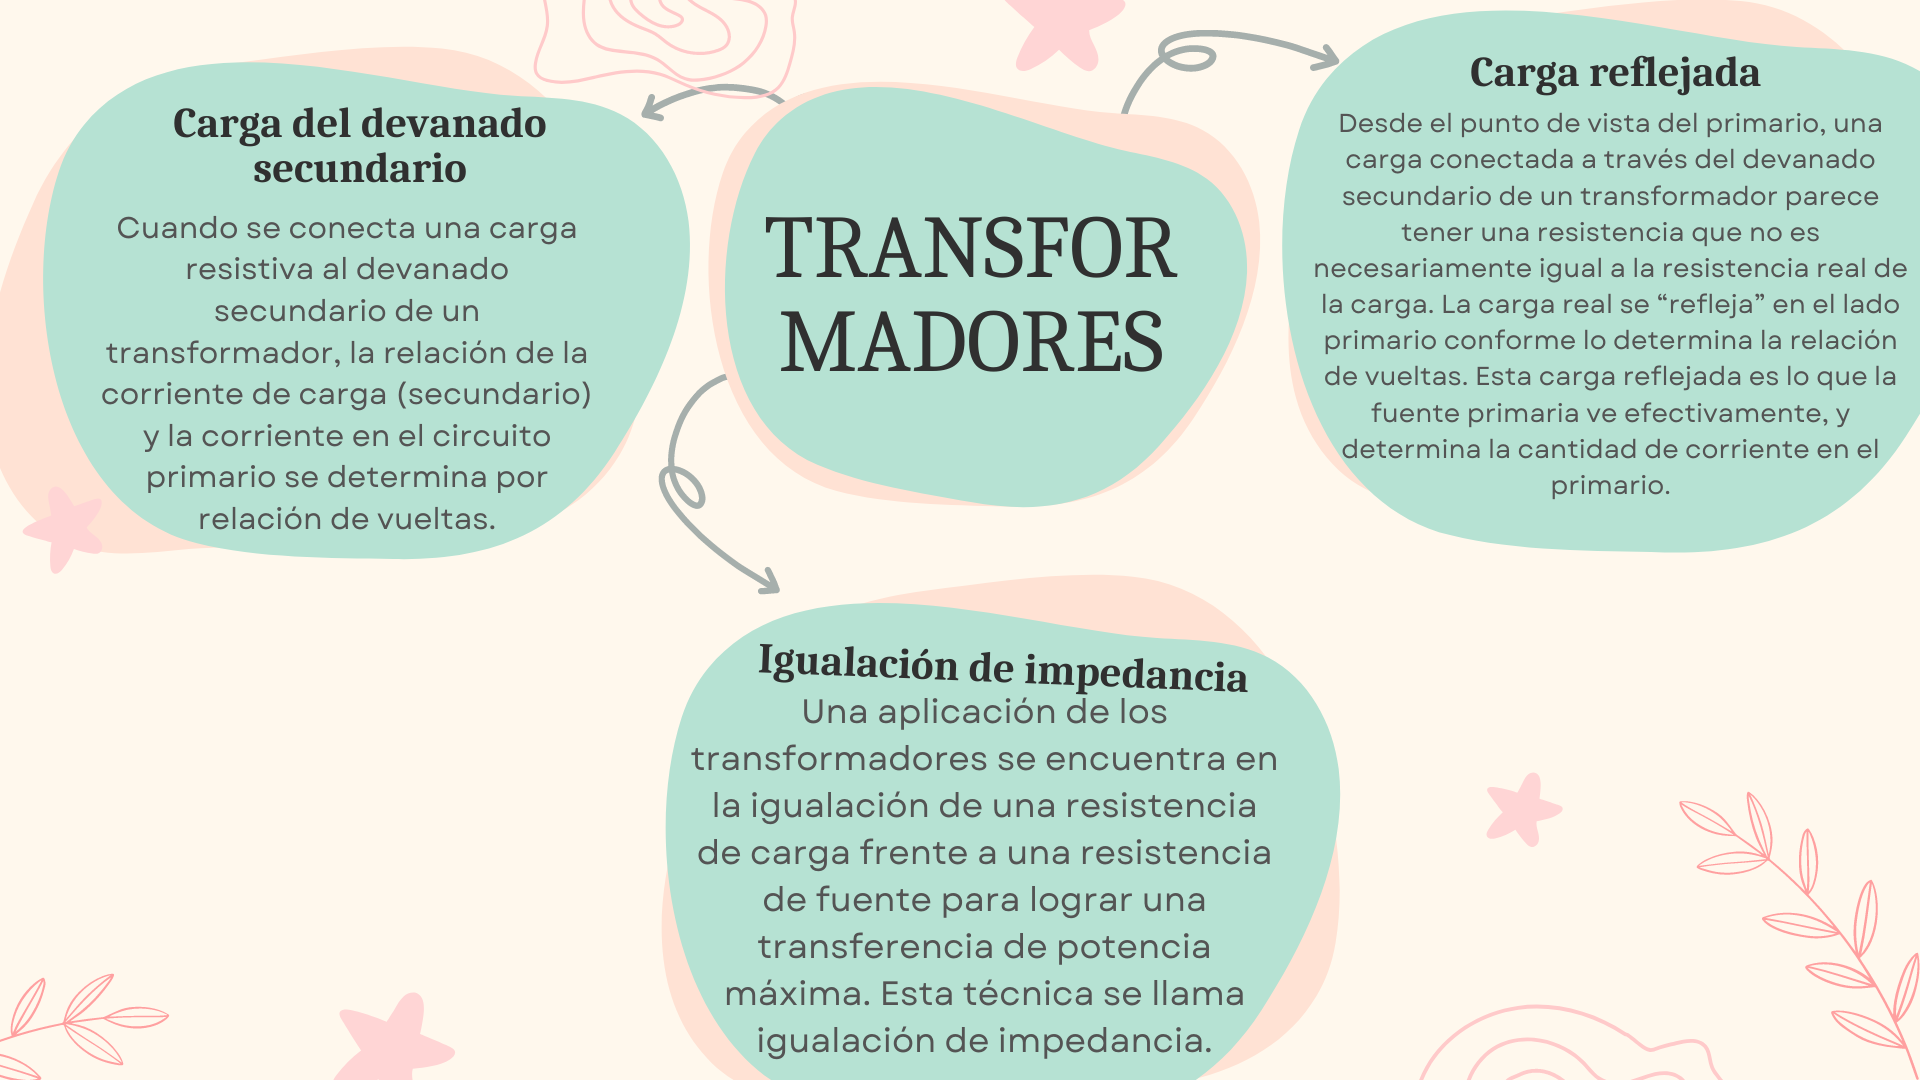 TRANSFOR
MADORES
Carga del devanado
secundario
Cuando se conecta una carga
resistiva al devanado
secundario de un
transformador, la relación de la
corriente de carga (secundario)
y la corriente en el circuito
primario se determina por
relación de vueltas.
Carga reflejada
Desde el punto de vista del primario, una
carga conectada a través del devanado
secundario de un transformador parece
tener una resistencia que no es
necesariamente igual a la resistencia real de
la carga. La carga real se “refleja” en el lado
primario conforme lo determina la relación
de vueltas. Esta carga reflejada es lo que la
fuente primaria ve efectivamente, y
determina la cantidad de corriente en el
primario.
Igualación de impedancia
Una aplicación de los
transformadores se encuentra en
la igualación de una resistencia
de carga frente a una resistencia
de fuente para lograr una
transferencia de potencia
máxima. Esta técnica se llama
igualación de impedancia.